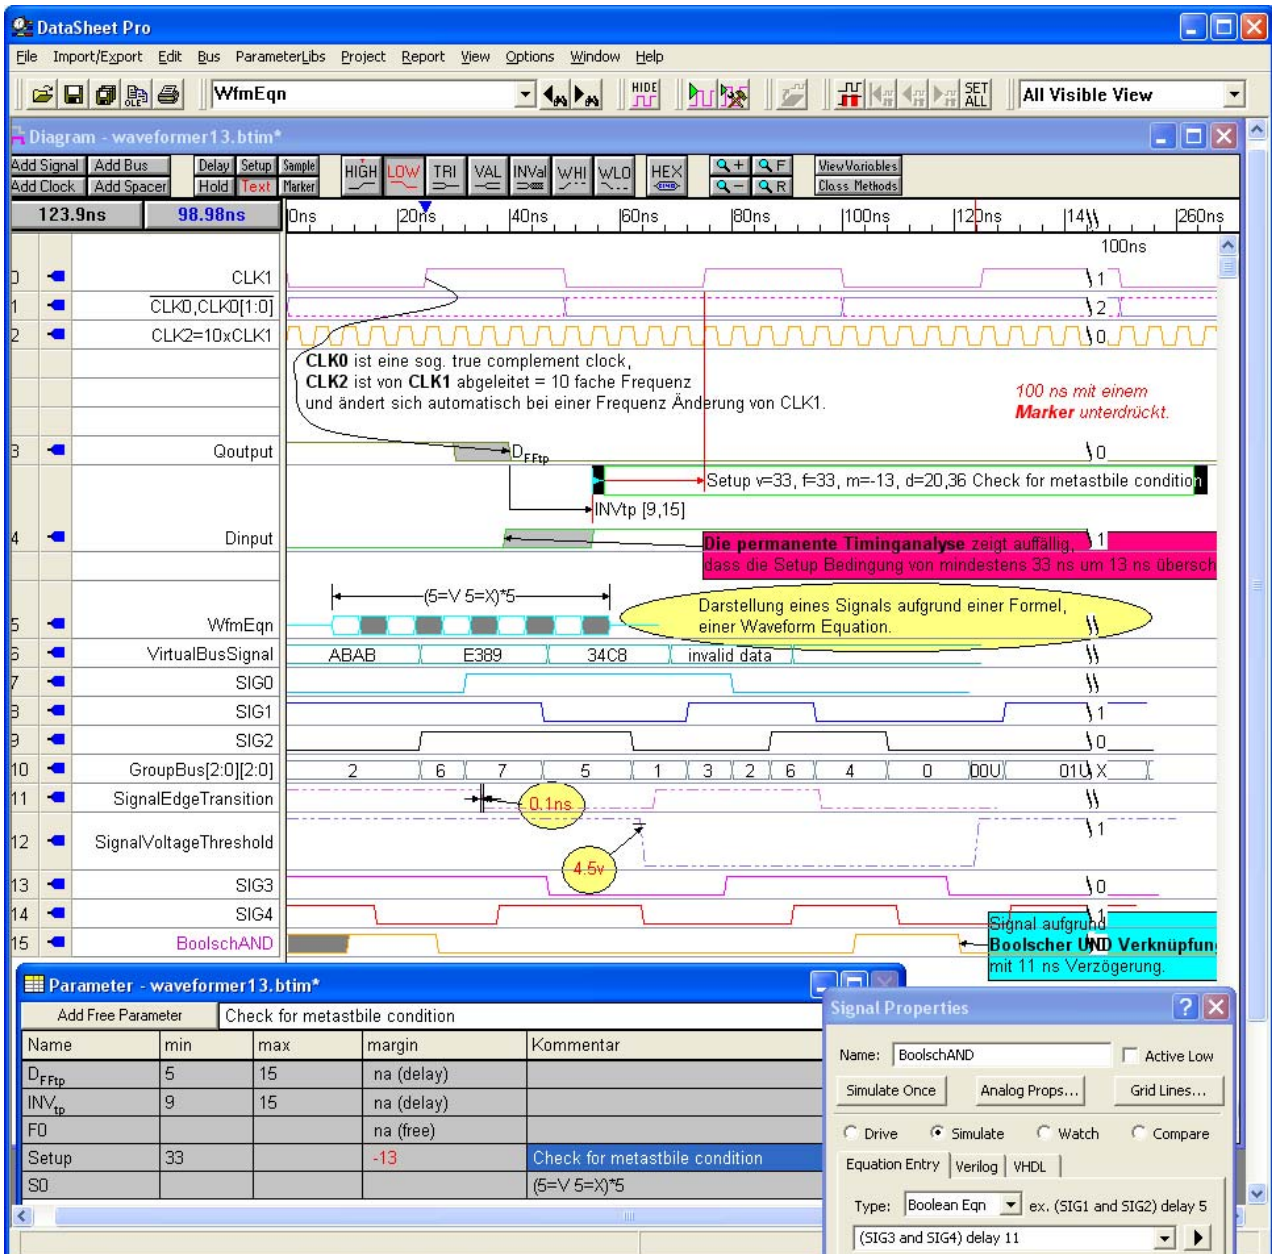 DataSheet Pro
File Import/Export Edit Bus ParameterLibs Project Report View Options Window Help
WfmEqn HIDE SET ALL All Visible View
Diagram - waveformer13.btim*
Add Signal Add Bus Delay Setup Sample HIGH LOW TRI VAL INVal WHI WLO HEX + F View Variables
Add Clock Add Spacer Hold Text Marker - R Class Methods
123.9ns 98.98ns 0ns 20ns 40ns 60ns 80ns 100ns 120ns 14 260ns
100ns
0 CLK1 1
1 CLK0,CLK0[1:0] 2
2 CLK2=10xCLK1 0
CLK0 ist eine sog. true complement clock,
CLK2 ist von CLK1 abgeleitet = 10 fache Frequenz
und ändert sich automatisch bei einer Frequenz Änderung von CLK1.
100 ns mit einem
Marker unterdrückt.
3 Qoutput DFFtp 0
Setup v=33, f=33, m=-13, d=20,36 Check for metastbile condition
INVtp [9,15]
4 Dinput 1
Die permanente Timinganalyse zeigt auffällig,
dass die Setup Bedingung von mindestens 33 ns um 13 ns übersch
(5=V 5=X)*5
Darstellung eines Signals aufgrund einer Formel,
einer Waveform Equation.
5 WfmEqn
6 VirtualBusSignal ABAB E389 34C8 invalid data
7 SIG0
8 SIG1 1
9 SIG2 0
10 GroupBus[2:0][2:0] 2 6 7 5 1 3 2 6 4 0 00U 01U X
11 SignalEdgeTransition 0.1ns
12 SignalVoltageThreshold 1
4.5v
13 SIG3 0
14 SIG4 1
15 BoolschAND
Signal aufgrund
Boolscher UND Verknüpfun
mit 11 ns Verzögerung.
Parameter - waveformer13.btim*
Add Free Parameter Check for metastbile condition
Name min max margin Kommentar
DFFtp 5 15 na (delay)
INVtp 9 15 na (delay)
F0 na (free)
Setup 33 -13 Check for metastbile condition
S0 (5=V 5=X)*5
Signal Properties
Name: BoolschAND Active Low
Simulate Once Analog Props... Grid Lines...
Drive Simulate Watch Compare
Equation Entry Verilog VHDL
Type: Boolean Eqn ex. (SIG1 and SIG2) delay 5
(SIG3 and SIG4) delay 11